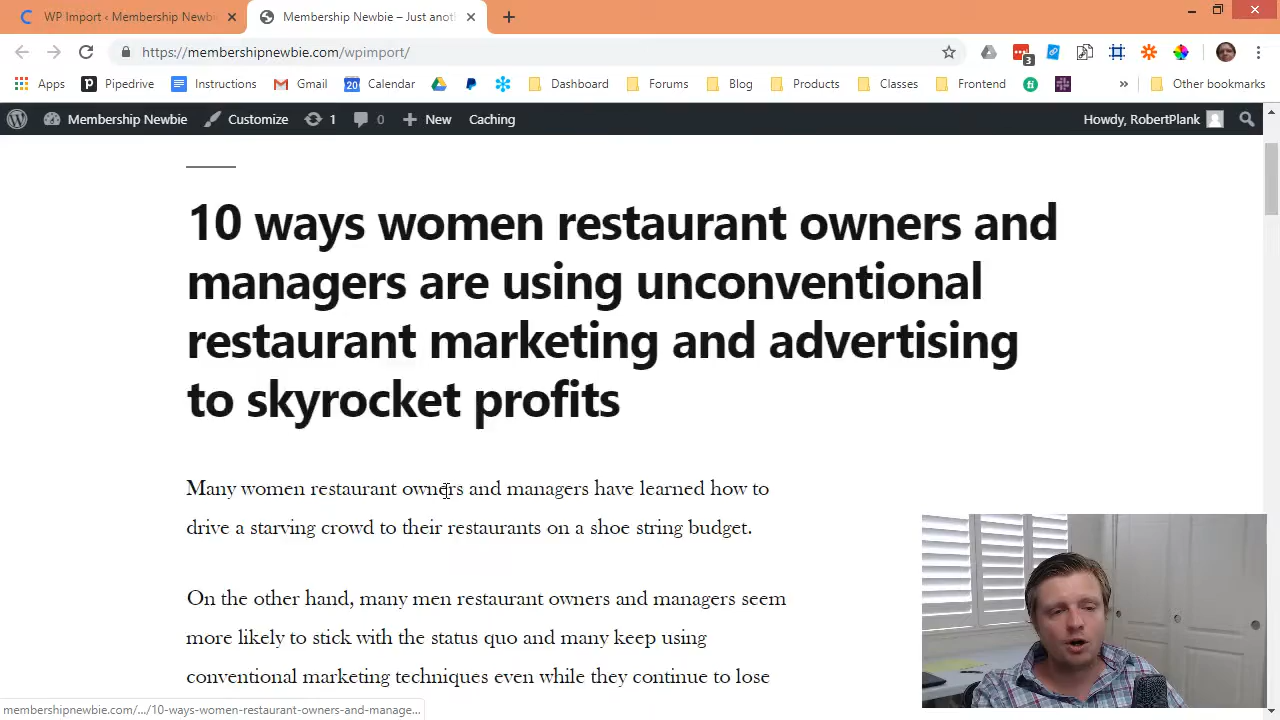 WP Import ‹ Membership Newbi
Membership Newbie – Just anot
https://membershipnewbie.com/wpimport/
3
Apps
Pipedrive
Instructions
Gmail
20
Calendar
Dashboard
Forums
Blog
Products
Classes
Frontend
»
Other bookmarks
Membership Newbie
Customize
1
0
New
Caching
Howdy, RobertPlank
10 ways women restaurant owners and
managers are using unconventional
restaurant marketing and advertising
to skyrocket profits
Many women restaurant owners and managers have learned how to
drive a starving crowd to their restaurants on a shoe string budget.
On the other hand, many men restaurant owners and managers seem
more likely to stick with the status quo and many keep using
conventional marketing techniques even while they continue to lose
membershipnewbie.com/.../10-ways-women-restaurant-owners-and-manage...